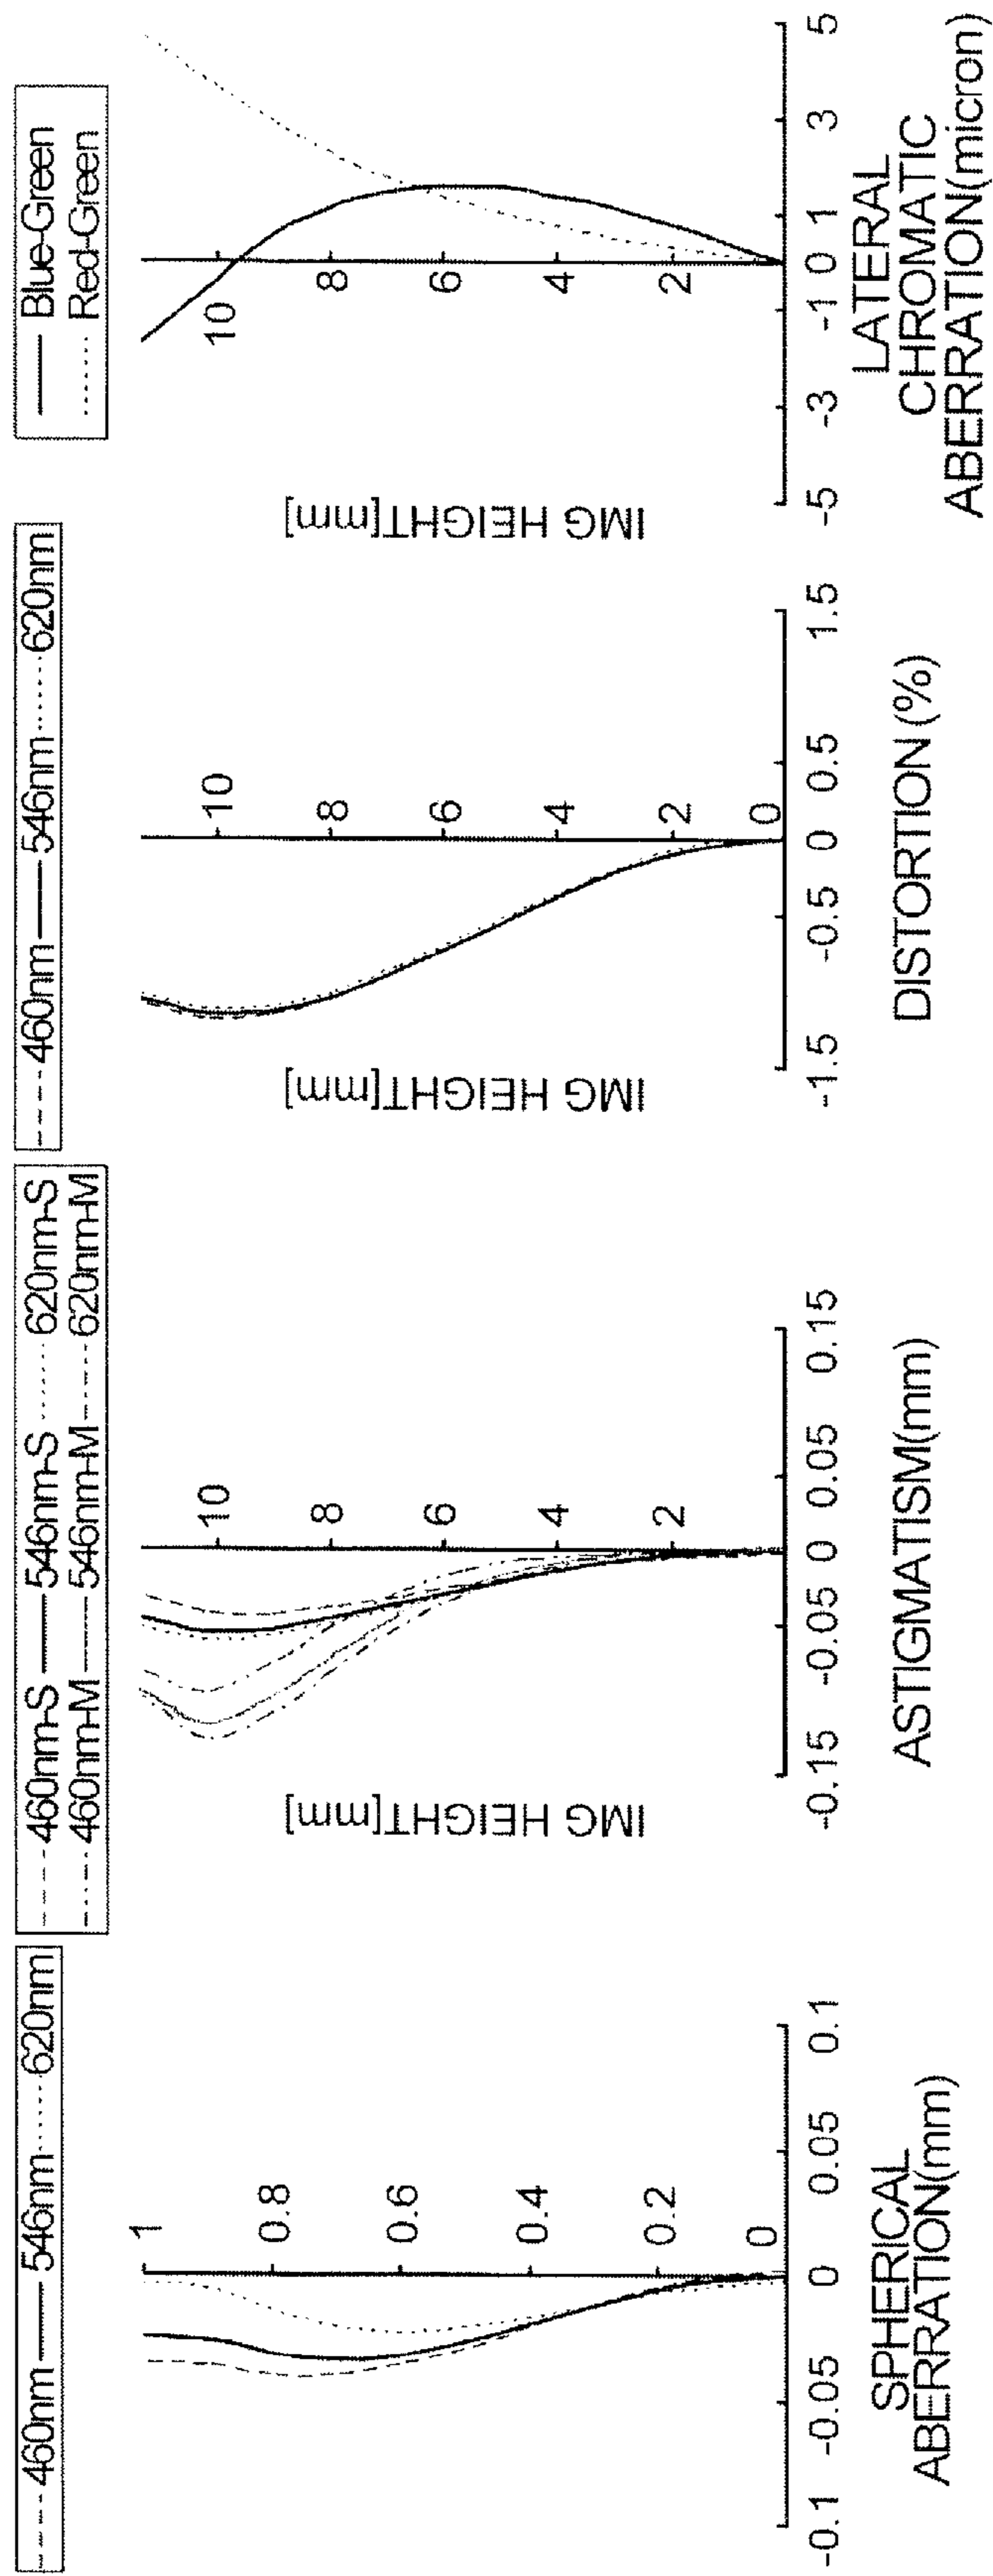 --- 460nm — 546nm ······ 620nm
1
0.8
0.6
0.4
0.2
0
-0.1 -0.05 0 0.05 0.1
SPHERICAL
ABERRATION(mm)
--- 460nm-S — 546nm-S ······ 620nm-S
460nm-M 546nm-M 620nm-M
IMG HEIGHT[mm]
10
8
6
4
2
-0.15 -0.05 0 0.05 0.15
ASTIGMATISM(mm)
--- 460nm — 546nm ······ 620nm
IMG HEIGHT[mm]
10
8
6
4
2
0
-1.5 -0.5 0 0.5 1.5
DISTORTION (%)
— Blue-Green
······ Red-Green
IMG HEIGHT[mm]
10
8
6
4
2
-5 -3 -1 0 1 3 5
LATERAL
CHROMATIC
ABERRATION(micron)